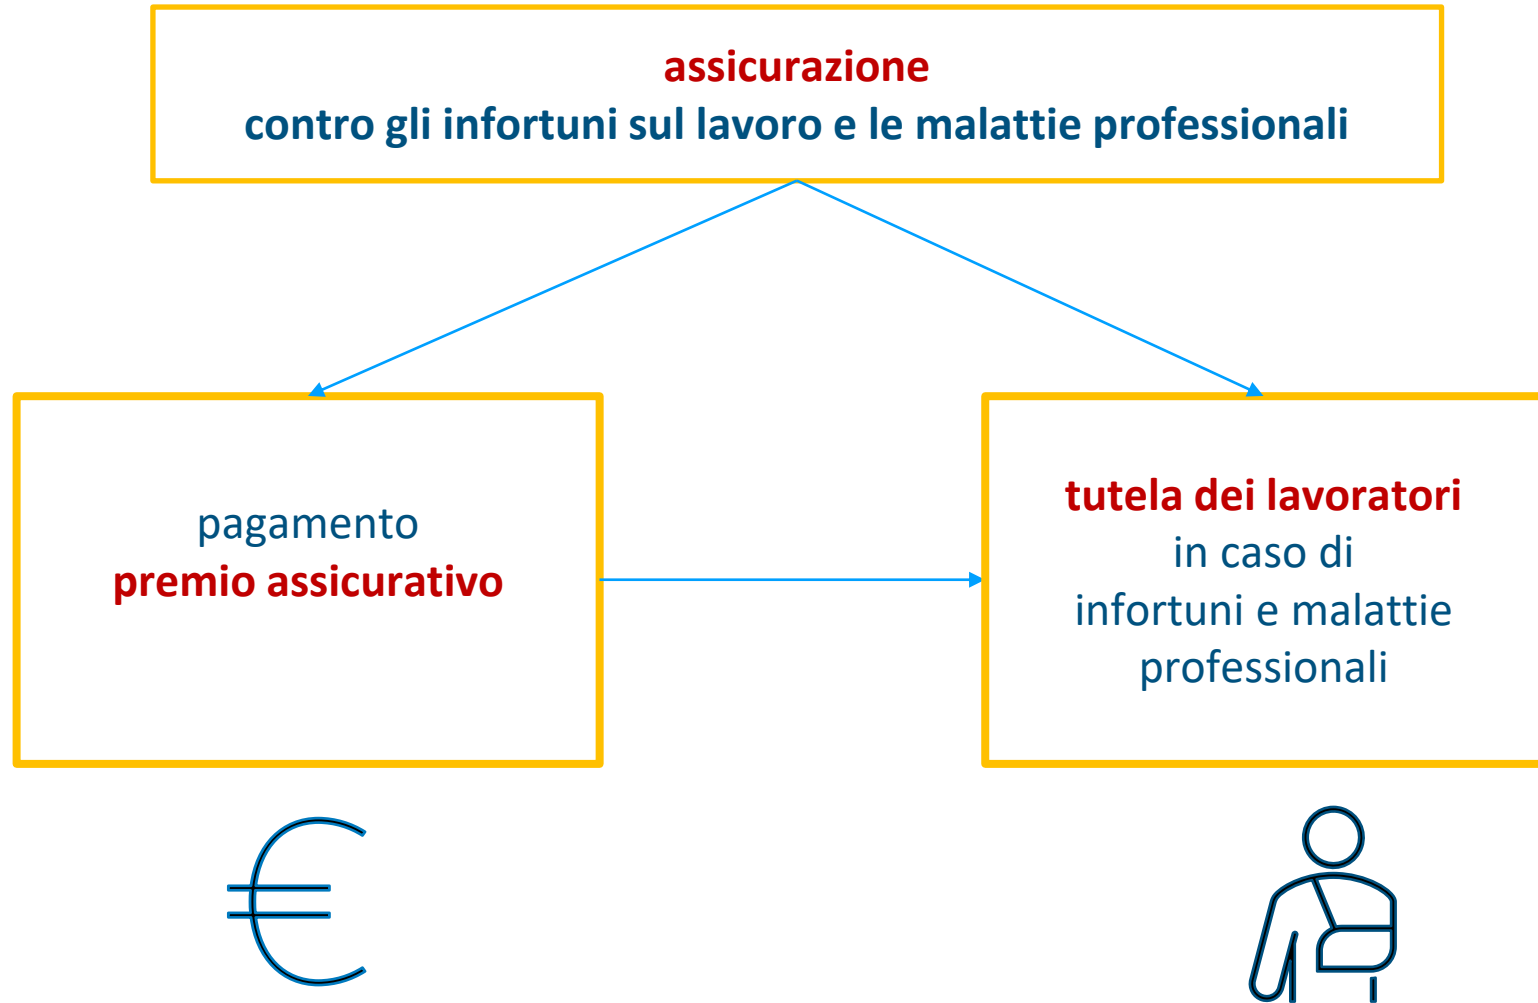 assicurazione
contro gli infortuni sul lavoro e le malattie professionali
pagamento
premio assicurativo
tutela dei lavoratori
in caso di
infortuni e malattie
professionali
€